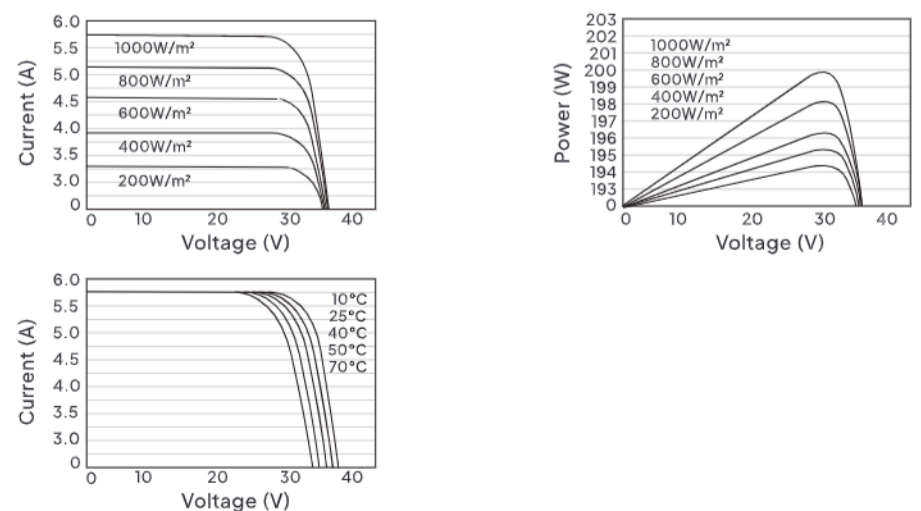 6.0
5.5
5.0
4.5
4.0
3.5
3.0
0
Current (A)
1000W/m²
800W/m²
600W/m²
400W/m²
200W/m²
0 10 20 30 40
Voltage (V)
203
202
201
200
199
198
197
196
195
194
193
0
Power (W)
1000W/m²
800W/m²
600W/m²
400W/m²
200W/m²
0 10 20 30 40
Voltage (V)
6.0
5.5
5.0
4.5
4.0
3.5
3.0
0
Current (A)
10°C
25°C
40°C
50°C
70°C
0 10 20 30 40
Voltage (V)